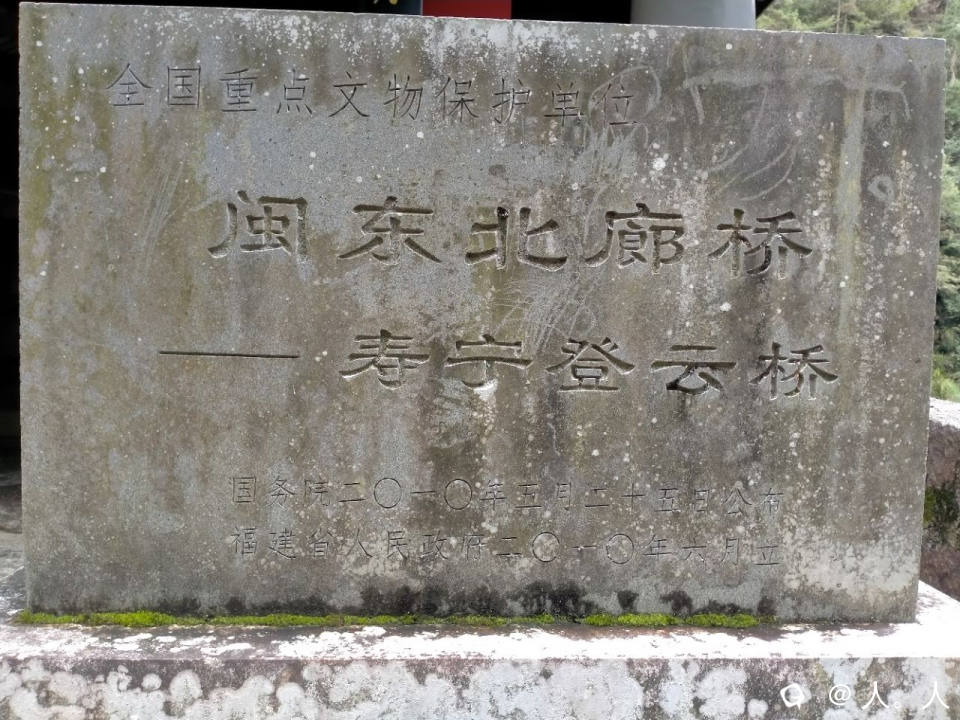 全国重点文物保护单位
闽东北廊桥
——寿宁登云桥
国务院二〇一〇年五月二十五日公布
福建省人民政府二〇一〇年六月立
@人。人